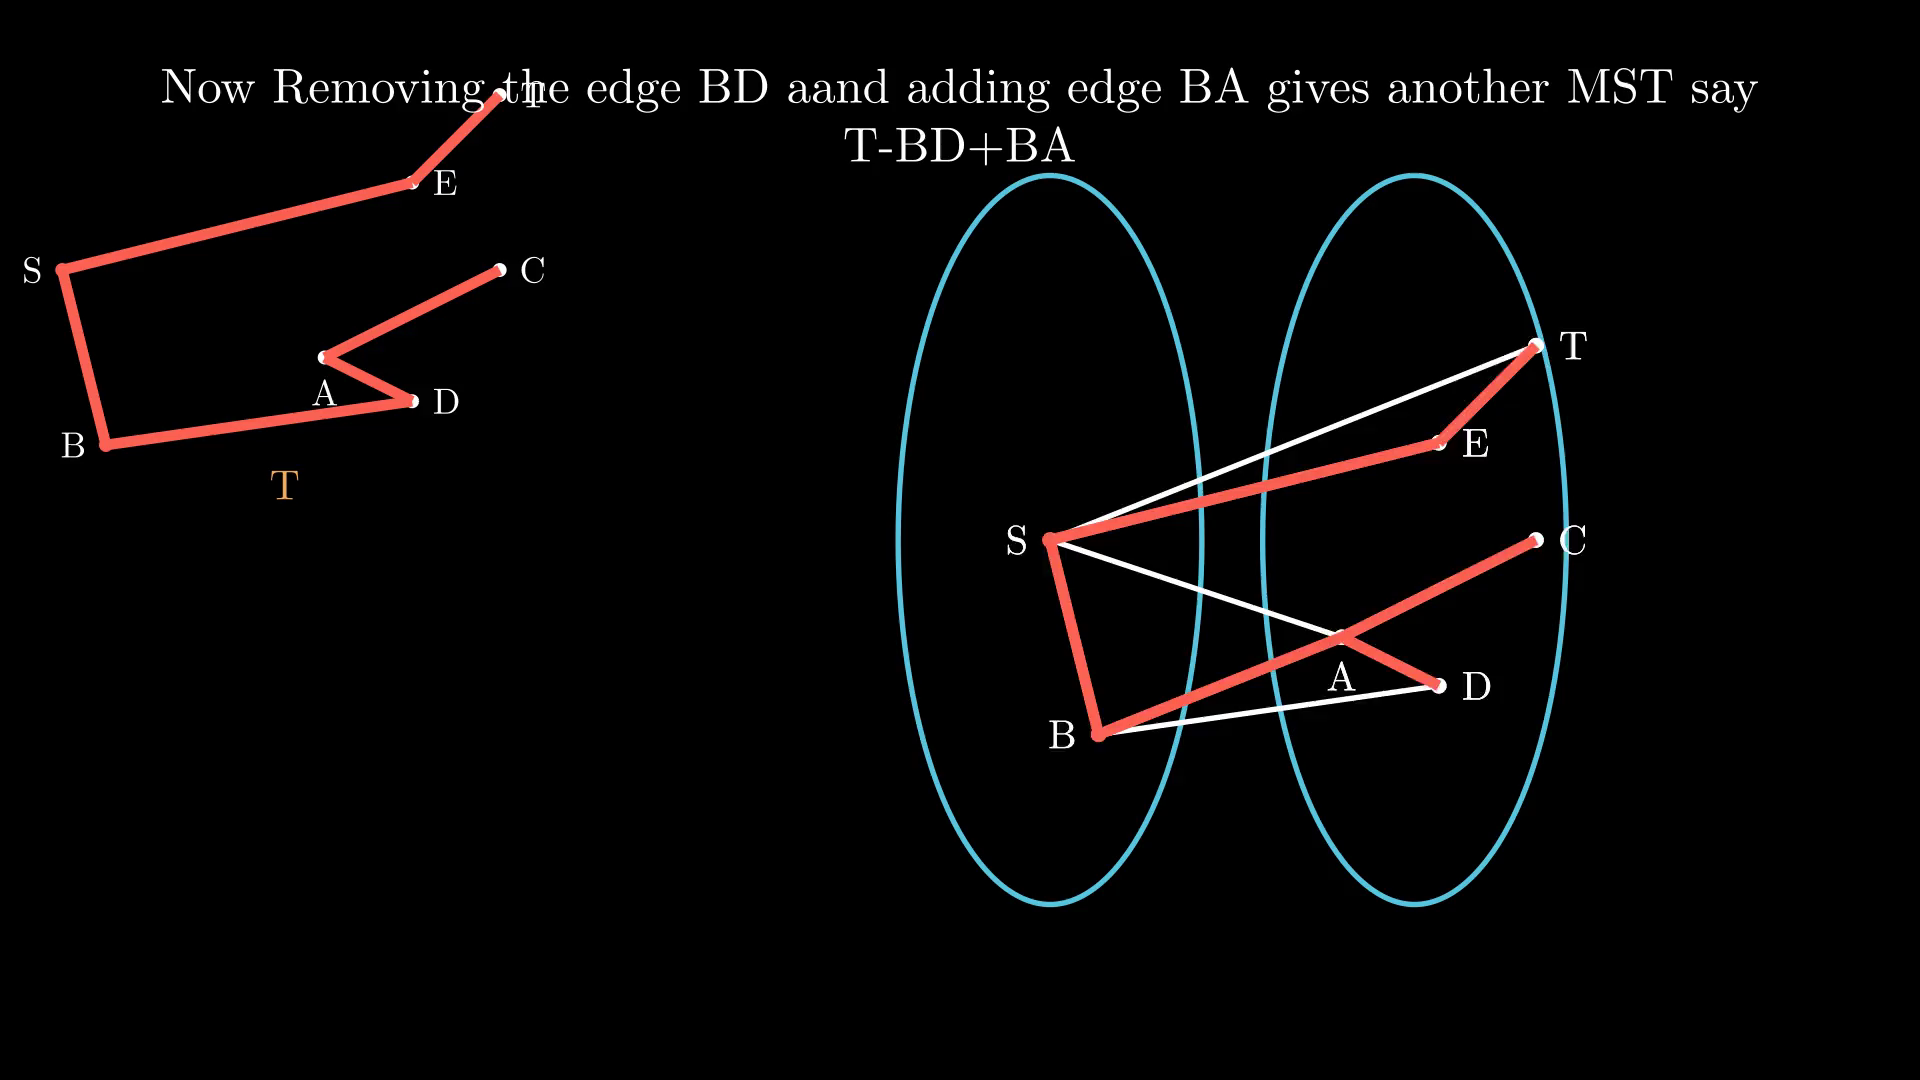 Now Removing the edge BD aand adding edge BA gives another MST say
T-BD+BA
T
E
S
C
A
D
B
T
T
E
S
C
A
D
B